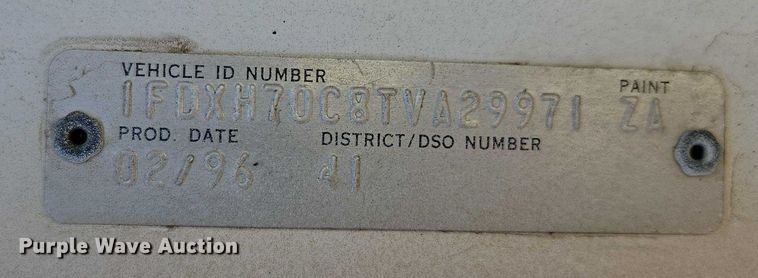 VEHICLE ID NUMBER
PAINT
1FDXH70C8TVA29971 ZA
PROD. DATE DISTRICT/DSO NUMBER
02/96 41
Purple Wave Auction